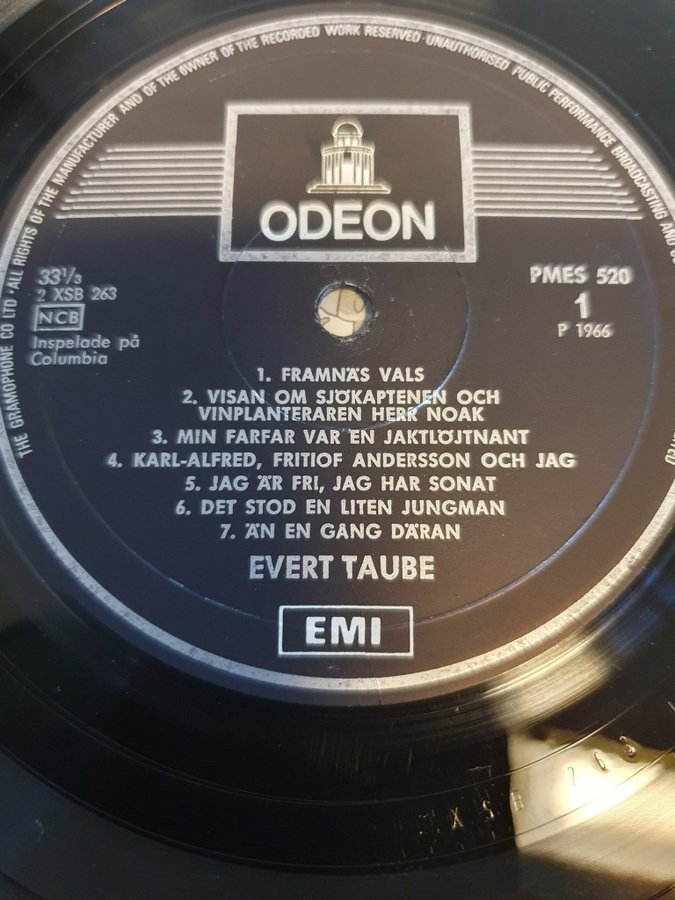 THE GRAMOPHONE CO LTD · ALL RIGHTS OF THE MANUFACTURER AND OF THE OWNER OF THE RECORDED WORK RESERVED · UNAUTHORISED PUBLIC PERFORMANCE BROADCASTING AND
ODEON
33⅓
2 XSB 263
NCB
Inspelade på
Columbia
PMES 520
1
P 1966
1. FRAMNÄS VALS
2. VISAN OM SJÖKAPTENEN OCH
VINPLANTERAREN HERR NOAK
3. MIN FARFAR VAR EN JAKTLÖJTNANT
4. KARL-ALFRED, FRITIOF ANDERSSON OCH JAG
5. JAG ÄR FRI, JAG HAR SONAT
6. DET STOD EN LITEN JUNGMAN
7. ÄN EN GÅNG DÄRAN
EVERT TAUBE
EMI